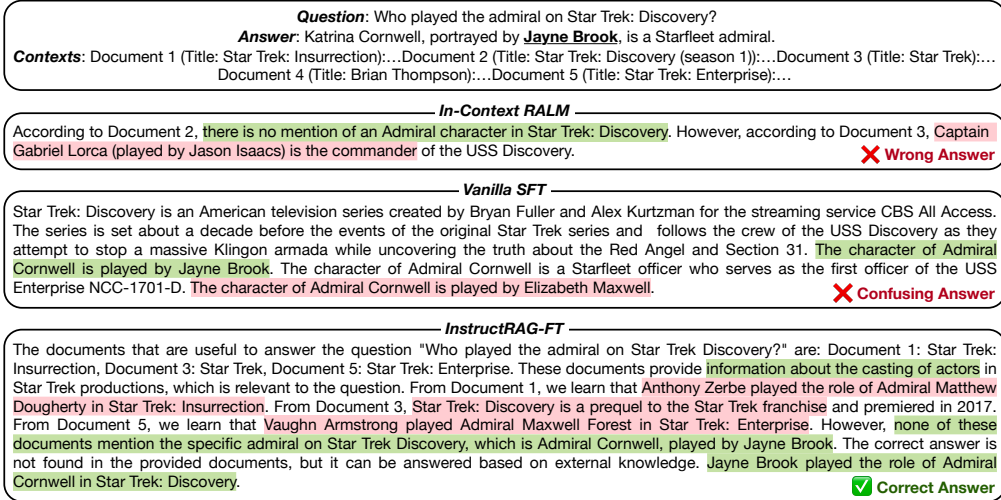 Question: Who played the admiral on Star Trek: Discovery?
Answer: Katrina Cornwell, portrayed by Jayne Brook, is a Starfleet admiral.
Contexts: Document 1 (Title: Star Trek: Insurrection):…Document 2 (Title: Star Trek: Discovery (season 1)):…Document 3 (Title: Star Trek):…
Document 4 (Title: Brian Thompson):…Document 5 (Title: Star Trek: Enterprise):…
In-Context RALM
According to Document 2, there is no mention of an Admiral character in Star Trek: Discovery. However, according to Document 3, Captain
Gabriel Lorca (played by Jason Isaacs) is the commander of the USS Discovery.
❌ Wrong Answer
Vanilla SFT
Star Trek: Discovery is an American television series created by Bryan Fuller and Alex Kurtzman for the streaming service CBS All Access.
The series is set about a decade before the events of the original Star Trek series and follows the crew of the USS Discovery as they
attempt to stop a massive Klingon armada while uncovering the truth about the Red Angel and Section 31. The character of Admiral
Cornwell is played by Jayne Brook. The character of Admiral Cornwell is a Starfleet officer who serves as the first officer of the USS
Enterprise NCC-1701-D. The character of Admiral Cornwell is played by Elizabeth Maxwell.
❌ Confusing Answer
InstructRAG-FT
The documents that are useful to answer the question "Who played the admiral on Star Trek Discovery?" are: Document 1: Star Trek:
Insurrection, Document 3: Star Trek, Document 5: Star Trek: Enterprise. These documents provide information about the casting of actors in
Star Trek productions, which is relevant to the question. From Document 1, we learn that Anthony Zerbe played the role of Admiral Matthew
Dougherty in Star Trek: Insurrection. From Document 3, Star Trek: Discovery is a prequel to the Star Trek franchise and premiered in 2017.
From Document 5, we learn that Vaughn Armstrong played Admiral Maxwell Forest in Star Trek: Enterprise. However, none of these
documents mention the specific admiral on Star Trek Discovery, which is Admiral Cornwell, played by Jayne Brook. The correct answer is
not found in the provided documents, but it can be answered based on external knowledge. Jayne Brook played the role of Admiral
Cornwell in Star Trek: Discovery.
✅ Correct Answer